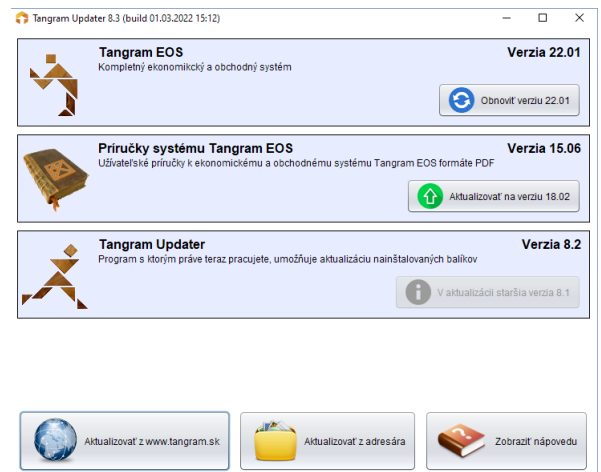 Tangram Updater 8.3 (build 01.03.2022 15:12)
Tangram EOS
Verzia 22.01
Kompletný ekonomikcký a obchodný systém
Obnoviť verziu 22.01
Príručky systému Tangram EOS
Verzia 15.06
Užívateľské príručky k ekonomickému a obchodnému systému Tangram EOS formáte PDF
Aktualizovať na verziu 18.02
Tangram Updater
Verzia 8.2
Program s ktorým práve teraz pracujete, umožňuje aktualizáciu nainštalovaných balíkov
V aktualizácii staršia verzia 8.1
Aktualizovať z www.tangram.sk
Aktualizovať z adresára
Zobraziť nápovedu